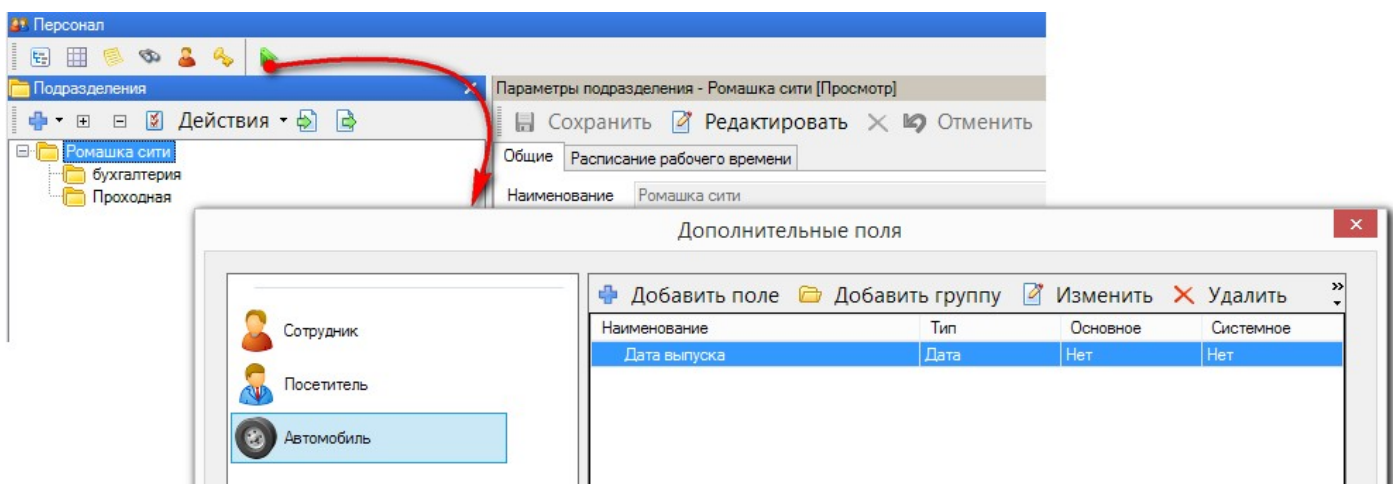 Персонал
Подразделения
Действия
Ромашка сити
бухгалтерия
Проходная
Параметры подразделения - Ромашка сити [Просмотр]
Сохранить Редактировать Отменить
Общие Расписание рабочего времени
Наименование Ромашка сити
Дополнительные поля
Сотрудник
Посетитель
Автомобиль
Добавить поле Добавить группу Изменить Удалить
Наименование Тип Основное Системное
Дата выпуска Дата Нет Нет